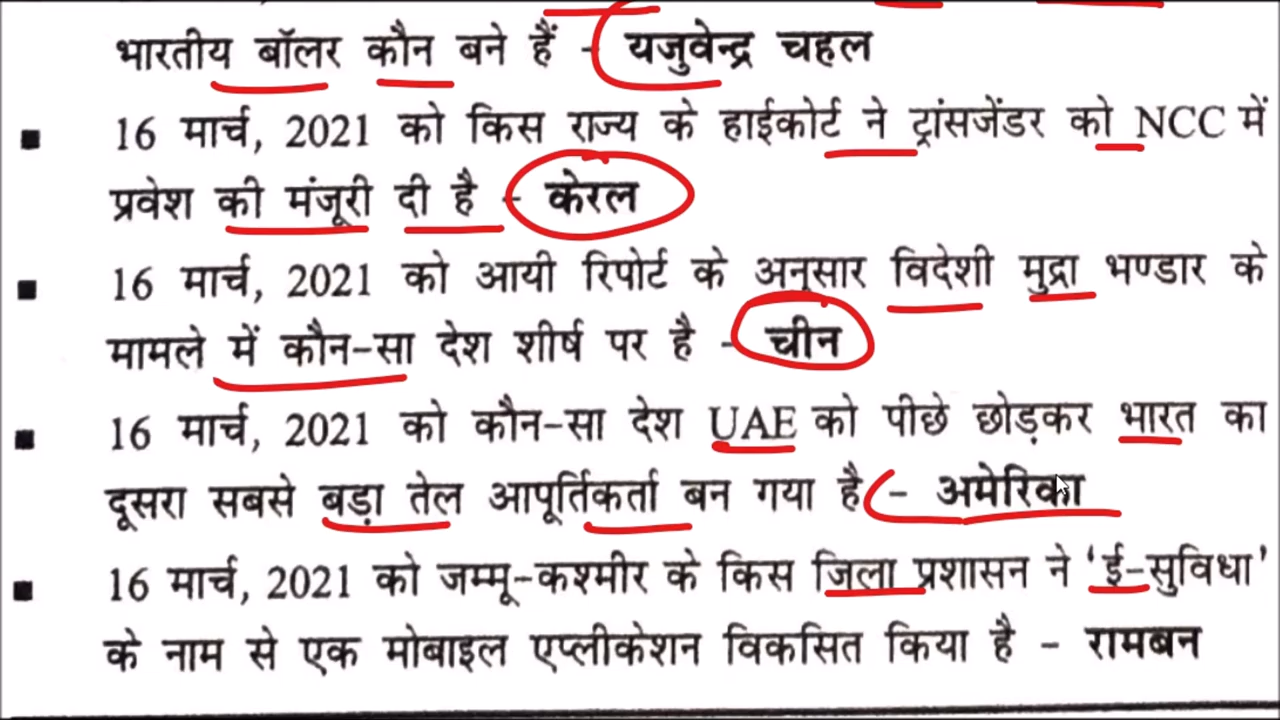 भारतीय बॉलर कौन बने हैं - यजुवेन्द्र चहल
■ 16 मार्च, 2021 को किस राज्य के हाईकोर्ट ने ट्रांसजेंडर को NCC में
प्रवेश की मंजूरी दी है - केरल
■ 16 मार्च, 2021 को आयी रिपोर्ट के अनुसार विदेशी मुद्रा भण्डार के
मामले में कौन-सा देश शीर्ष पर है - चीन
■ 16 मार्च, 2021 को कौन-सा देश UAE को पीछे छोड़कर भारत का
दूसरा सबसे बड़ा तेल आपूर्तिकर्ता बन गया है - अमेरिका
■ 16 मार्च, 2021 को जम्मू-कश्मीर के किस जिला प्रशासन ने 'ई-सुविधा'
के नाम से एक मोबाइल एप्लीकेशन विकसित किया है - रामबन